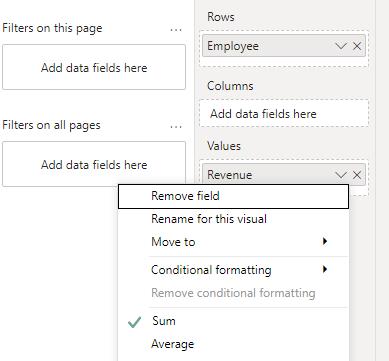 Filters on this page ...
Add data fields here
Filters on all pages ...
Add data fields here
Rows
Employee
Columns
Add data fields here
Values
Revenue
Remove field
Rename for this visual
Move to
Conditional formatting
Remove conditional formatting
Sum
Average